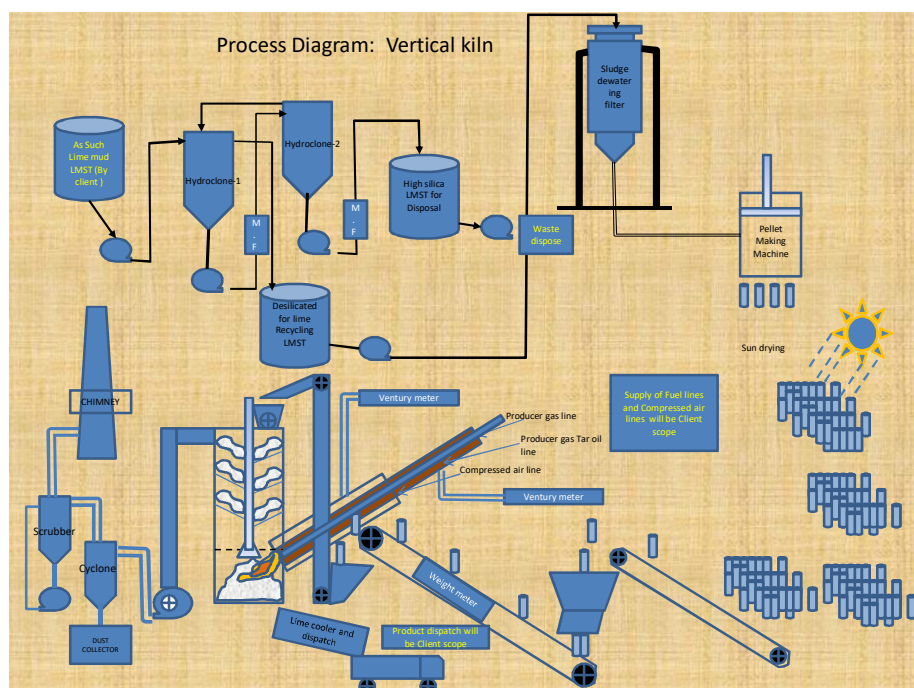 Process Diagram: Vertical kiln
Sludge
dewater
ing
filter
As Such
Lime mud
LMST (By
client )
Hydroclone-1
Hydroclone-2
M
.
F
M
.
F
High silica
LMST for
Disposal
Waste
dispose
Pellet
Making
Machine
Desilicated
for lime
Recycling
LMST
Sun drying
CHIMNEY
Ventury meter
Supply of Fuel lines
and Compressed air
lines will be Client
scope
Producer gas line
Producer gas Tar oil
line
Compressed air line
Ventury meter
Scrubber
Cyclone
Weight meter
Lime cooler and
dispatch
Product dispatch will
be Client scope
DUST
COLLECTOR